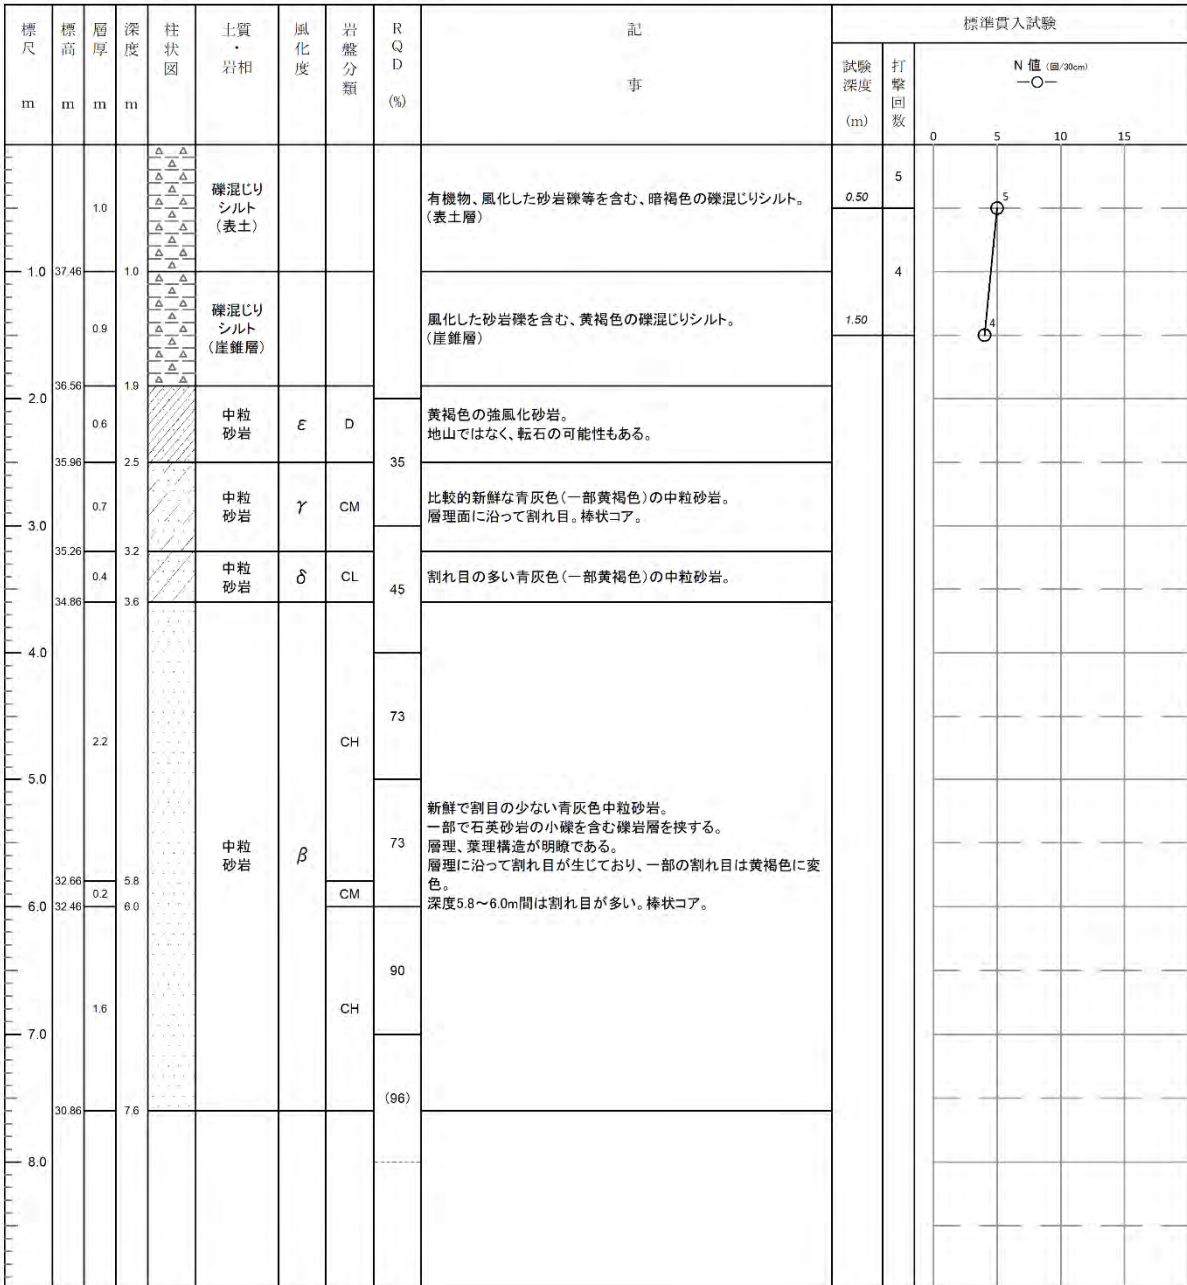 標尺 m
標高 m
層厚 m
深度 m
柱状図
土質・岩相
風化度
岩盤分類
RQD (%)
記事
標準貫入試験
試験深度 (m)
打撃回数
N 値 (回/30cm)
0 5 10 15
1.0
礫混じり
シルト
(表土)
有機物、風化した砂岩礫等を含む、暗褐色の礫混じりシルト。
(表土層)
0.50
5
5
1.0 37.46 1.0
4
0.9
礫混じり
シルト
(崖錐層)
風化した砂岩礫を含む、黄褐色の礫混じりシルト。
(崖錐層)
1.50
4
36.56 1.9
2.0
0.6
中粒
砂岩
ε
D
黄褐色の強風化砂岩。
地山ではなく、転石の可能性もある。
35.96 2.5
35
0.7
中粒
砂岩
γ
CM
比較的新鮮な青灰色(一部黄褐色)の中粒砂岩。
層理面に沿って割れ目。棒状コア。
3.0
35.26 3.2
0.4
中粒
砂岩
δ
CL
割れ目の多い青灰色(一部黄褐色)の中粒砂岩。
45
34.86 3.6
4.0
73
2.2
CH
5.0
中粒
砂岩
β
73
新鮮で割目の少ない青灰色中粒砂岩。
一部で石英砂岩の小礫を含む礫岩層を挟する。
層理、葉理構造が明瞭である。
層理に沿って割れ目が生じており、一部の割れ目は黄褐色に変
色。
深度5.8~6.0m間は割れ目が多い。棒状コア。
32.66 5.8
0.2
CM
6.0 32.46 6.0
90
1.6
CH
7.0
(96)
30.86 7.6
8.0